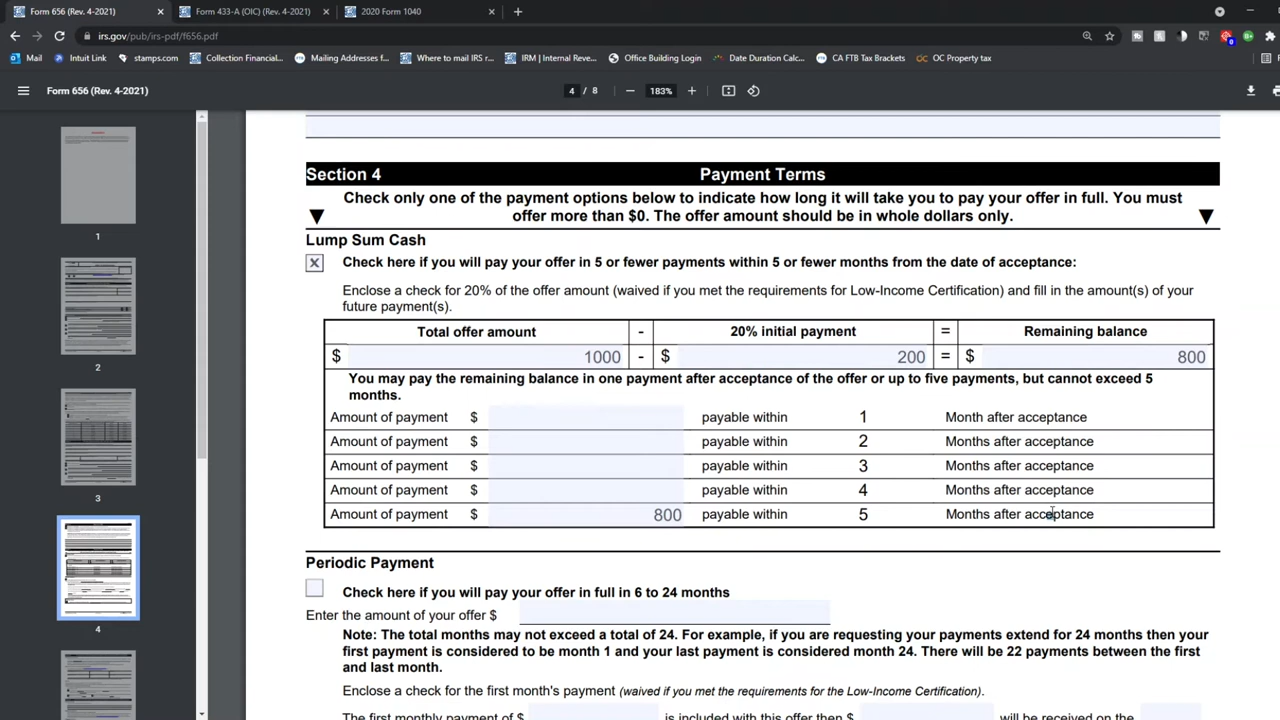 Form 656 (Rev. 4-2021)
Form 433-A (OIC) (Rev. 4-2021)
2020 Form 1040
irs.gov/pub/irs-pdf/f656.pdf
Mail
Intuit Link
stamps.com
Collection Financial...
Mailing Addresses f...
Where to mail IRS r...
IRM | Internal Reve...
Office Building Login
Date Duration Calc...
CA FTB Tax Brackets
OC Property tax
Form 656 (Rev. 4-2021)
4 / 8
183%
Section 4 Payment Terms
Check only one of the payment options below to indicate how long it will take you to pay your offer in full. You must
offer more than $0. The offer amount should be in whole dollars only.
Lump Sum Cash
X Check here if you will pay your offer in 5 or fewer payments within 5 or fewer months from the date of acceptance:
Enclose a check for 20% of the offer amount (waived if you met the requirements for Low-Income Certification) and fill in the amount(s) of your
future payment(s).
Total offer amount - 20% initial payment = Remaining balance
$ 1000 - $ 200 = $ 800
You may pay the remaining balance in one payment after acceptance of the offer or up to five payments, but cannot exceed 5
months.
Amount of payment $ payable within 1 Month after acceptance
Amount of payment $ payable within 2 Months after acceptance
Amount of payment $ payable within 3 Months after acceptance
Amount of payment $ payable within 4 Months after acceptance
Amount of payment $ 800 payable within 5 Months after acceptance
Periodic Payment
Check here if you will pay your offer in full in 6 to 24 months
Enter the amount of your offer $
Note: The total months may not exceed a total of 24. For example, if you are requesting your payments extend for 24 months then your
first payment is considered to be month 1 and your last payment is considered month 24. There will be 22 payments between the first
and last month.
Enclose a check for the first month's payment (waived if you met the requirements for the Low-Income Certification).
The first monthly payment of $ is included with this offer then $ will be received on the
1
2
3
4